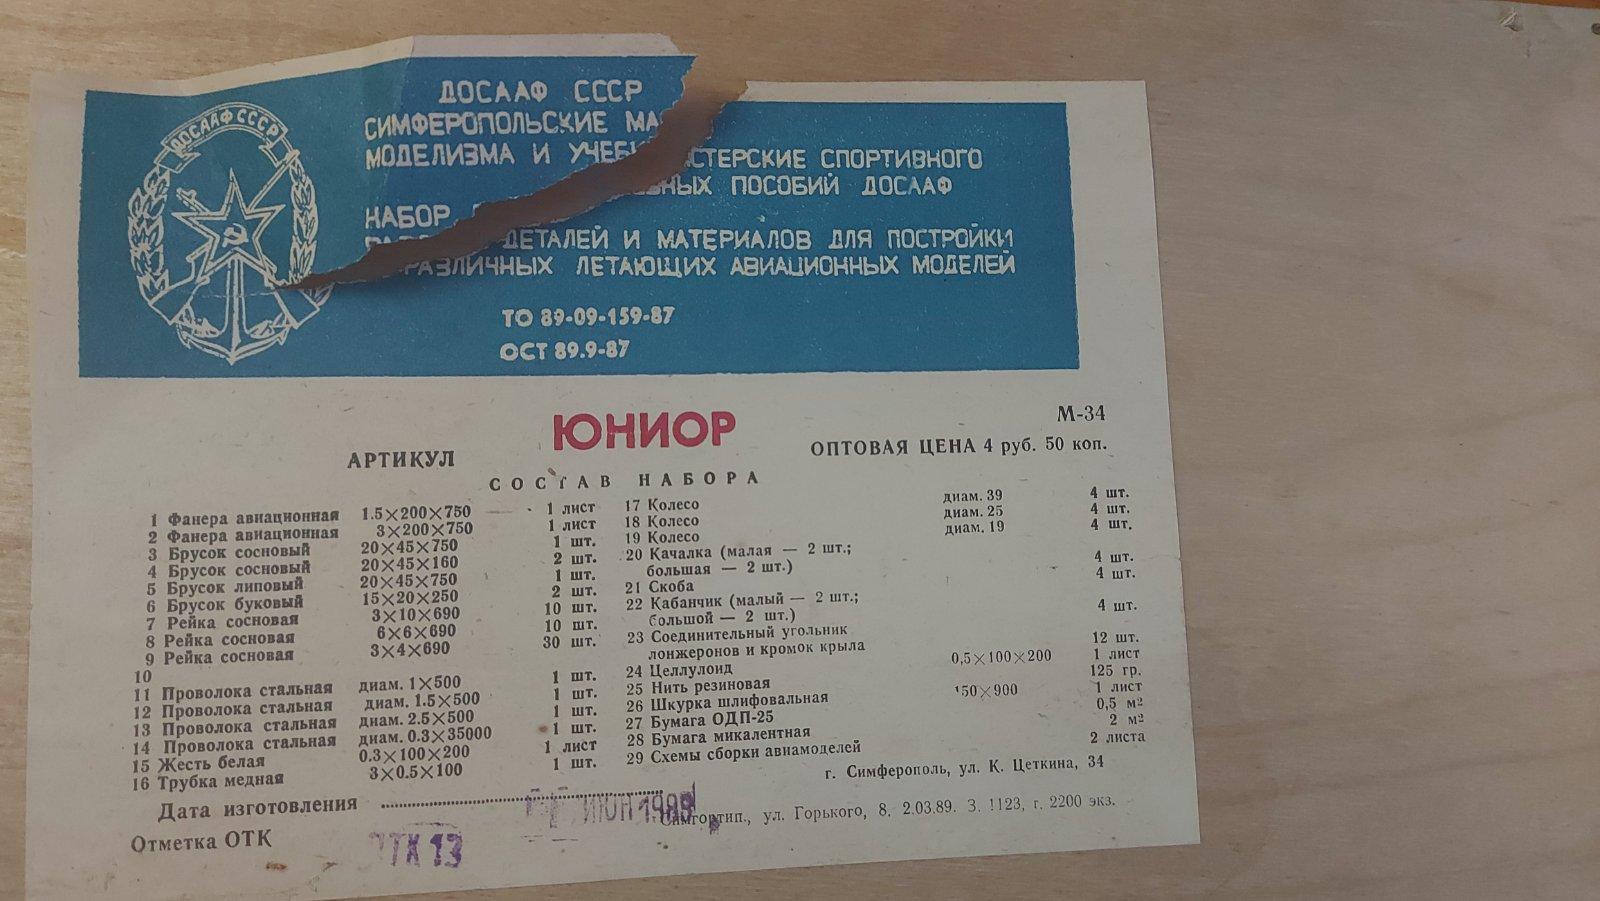 ДОСААФ СССР
ДОСААФ СССР
СИМФЕРОПОЛЬСКИЕ МАСТЕРСКИЕ СПОРТИВНОГО
МОДЕЛИЗМА И УЧЕБНЫХ ПОСОБИЙ ДОСААФ
НАБОР ДЕТАЛЕЙ И МАТЕРИАЛОВ ДЛЯ ПОСТРОЙКИ
РАЗЛИЧНЫХ ЛЕТАЮЩИХ АВИАЦИОННЫХ МОДЕЛЕЙ
ТО 89-09-159-87
ОСТ 89.9-87
ЮНИОР
М-34
АРТИКУЛ
ОПТОВАЯ ЦЕНА 4 руб. 50 коп.
СОСТАВ НАБОРА
1 Фанера авиационная 1.5×200×750 1 лист
2 Фанера авиационная 3×200×750 1 лист
3 Брусок сосновый 20×45×750 1 шт.
4 Брусок сосновый 20×45×160 2 шт.
5 Брусок липовый 20×45×750 1 шт.
6 Брусок буковый 15×20×250 2 шт.
7 Рейка сосновая 3×10×690 10 шт.
8 Рейка сосновая 6×6×690 10 шт.
9 Рейка сосновая 3×4×690 30 шт.
10
11 Проволока стальная диам. 1×500 1 шт.
12 Проволока стальная диам. 1.5×500 1 шт.
13 Проволока стальная диам. 2.5×500 1 шт.
14 Проволока стальная диам. 0.3×35000 1 шт.
15 Жесть белая 0.3×100×200 1 лист
16 Трубка медная 3×0.5×100 1 шт.
17 Колесо диам. 39 4 шт.
18 Колесо диам. 25 4 шт.
19 Колесо диам. 19 4 шт.
20 Качалка (малая — 2 шт.;
большая — 2 шт.) 4 шт.
21 Скоба 4 шт.
22 Кабанчик (малый — 2 шт.;
большой — 2 шт.) 4 шт.
23 Соединительный угольник
лонжеронов и кромок крыла 12 шт.
24 Целлулоид 0,5×100×200 1 лист
25 Нить резиновая 125 гр.
26 Шкурка шлифовальная 150×900 1 лист
27 Бумага ОДП-25 0,5 м²
28 Бумага микалентная 2 м²
29 Схемы сборки авиамоделей 2 листа
г. Симферополь, ул. К. Цеткина, 34
Дата изготовления
ИЮН
Симгортип., ул. Горького, 8. 2.03.89. З. 1123, г. 2200 экз.
Отметка ОТК
ОТК 13